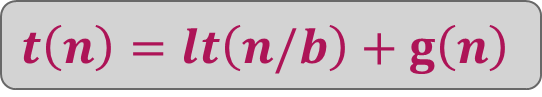 t(n) = lt(n/b) + g(n)